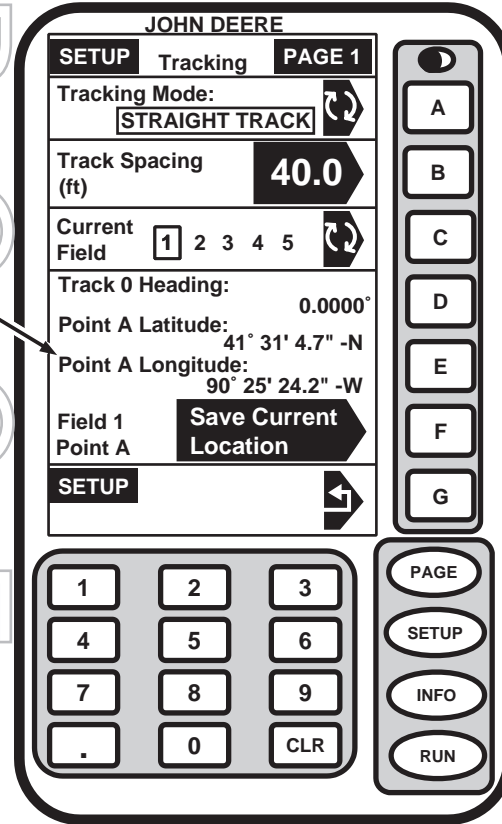 JOHN DEERE
SETUP Tracking PAGE 1
Tracking Mode:
STRAIGHT TRACK
Track Spacing
(ft)
40.0
Current
Field
1 2 3 4 5
Track 0 Heading:
0.0000°
Point A Latitude:
41° 31' 4.7" -N
Point A Longitude:
90° 25' 24.2" -W
Field 1
Point A
Save Current
Location
SETUP
A
B
C
D
E
F
G
PAGE
SETUP
INFO
RUN
1 2 3
4 5 6
7 8 9
. 0 CLR